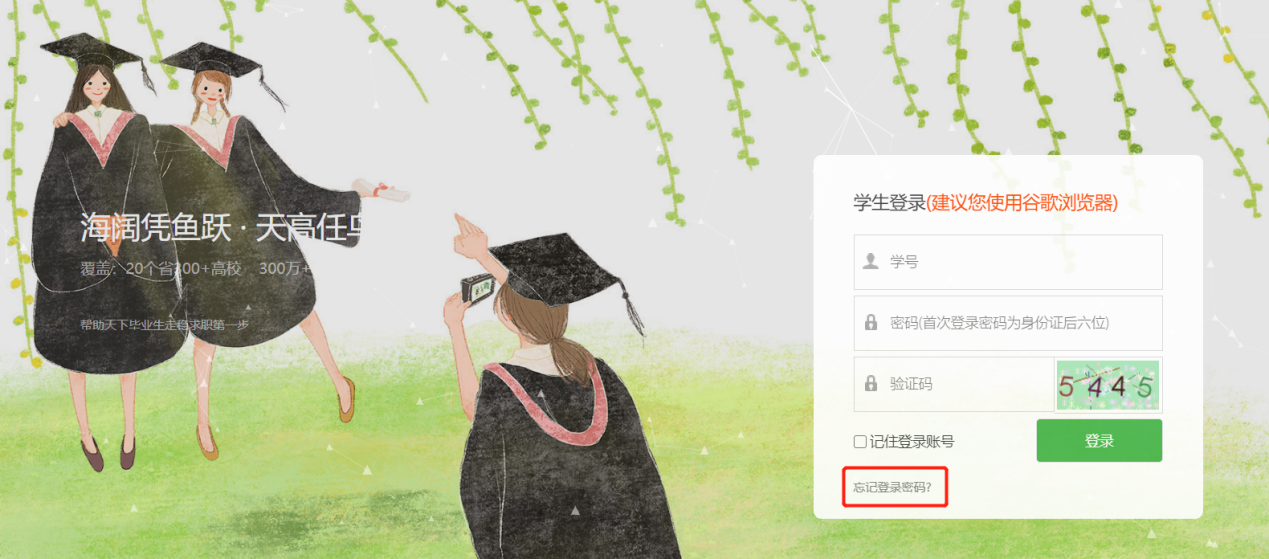 海阔凭鱼跃 · 天高任鸟
覆盖：20个省300+高校 300万+
帮助天下毕业生走稳求职第一步
学生登录(建议您使用谷歌浏览器)
学号
密码(首次登录密码为身份证后六位)
验证码
5445
记住登录账号
登录
忘记登录密码?